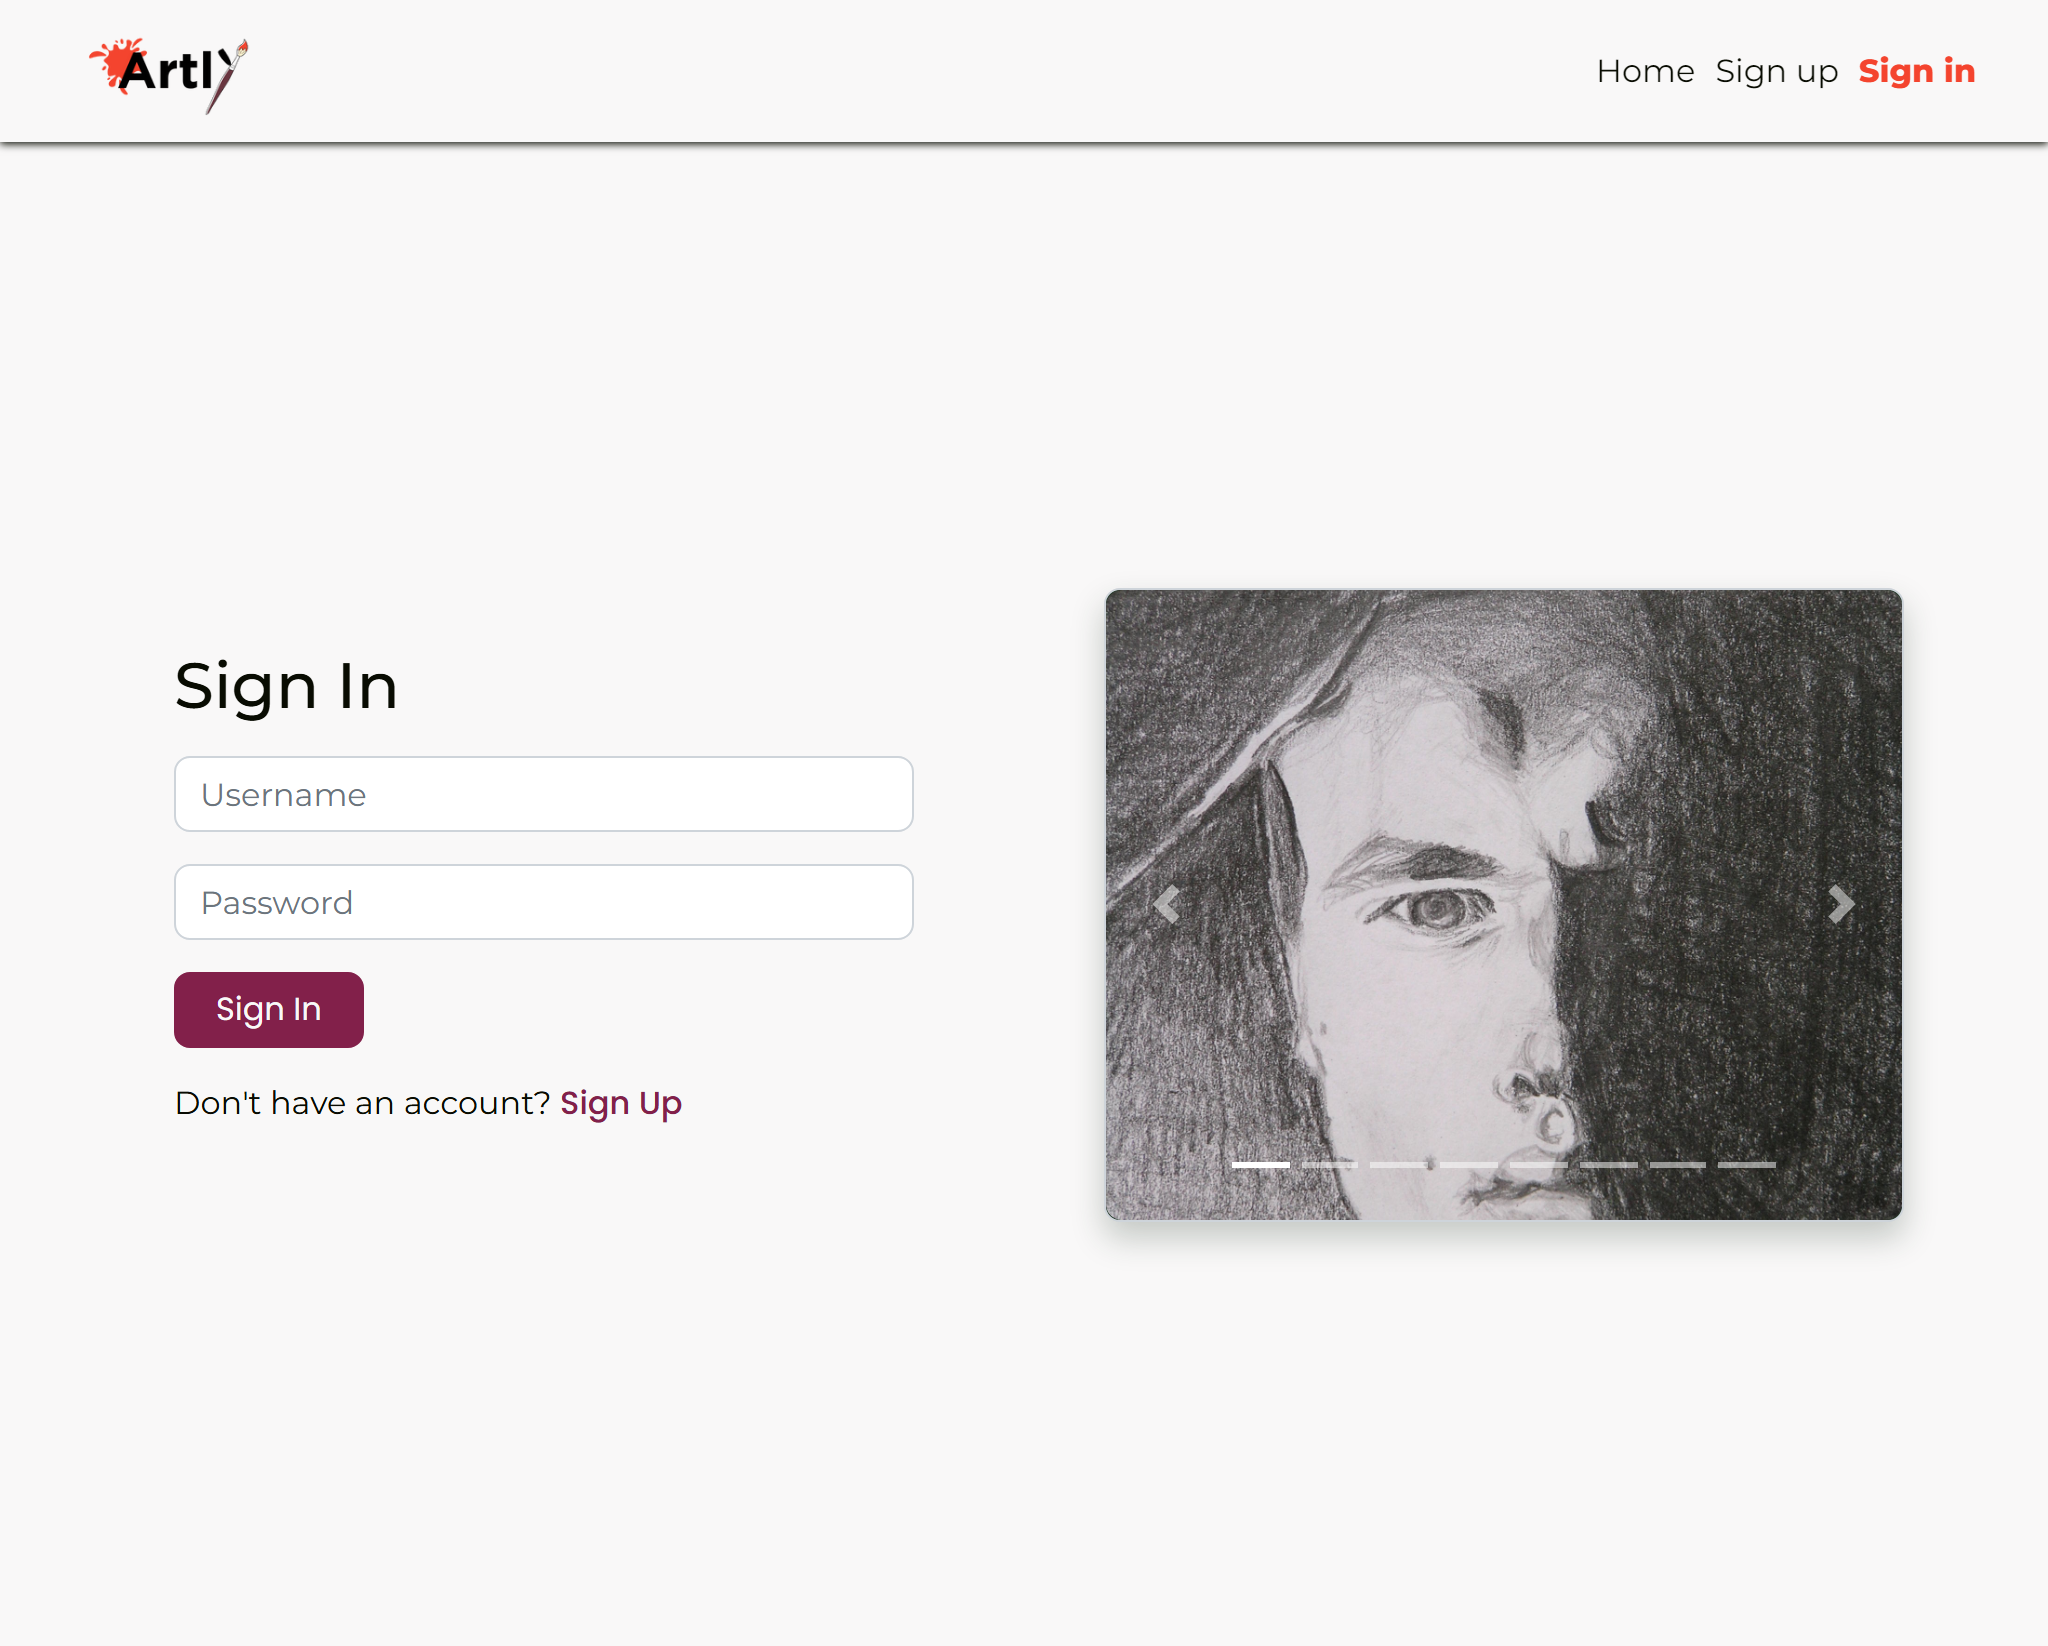 Artly
Home Sign up Sign in
Sign In
Username
Password
Sign In
Don't have an account? Sign Up